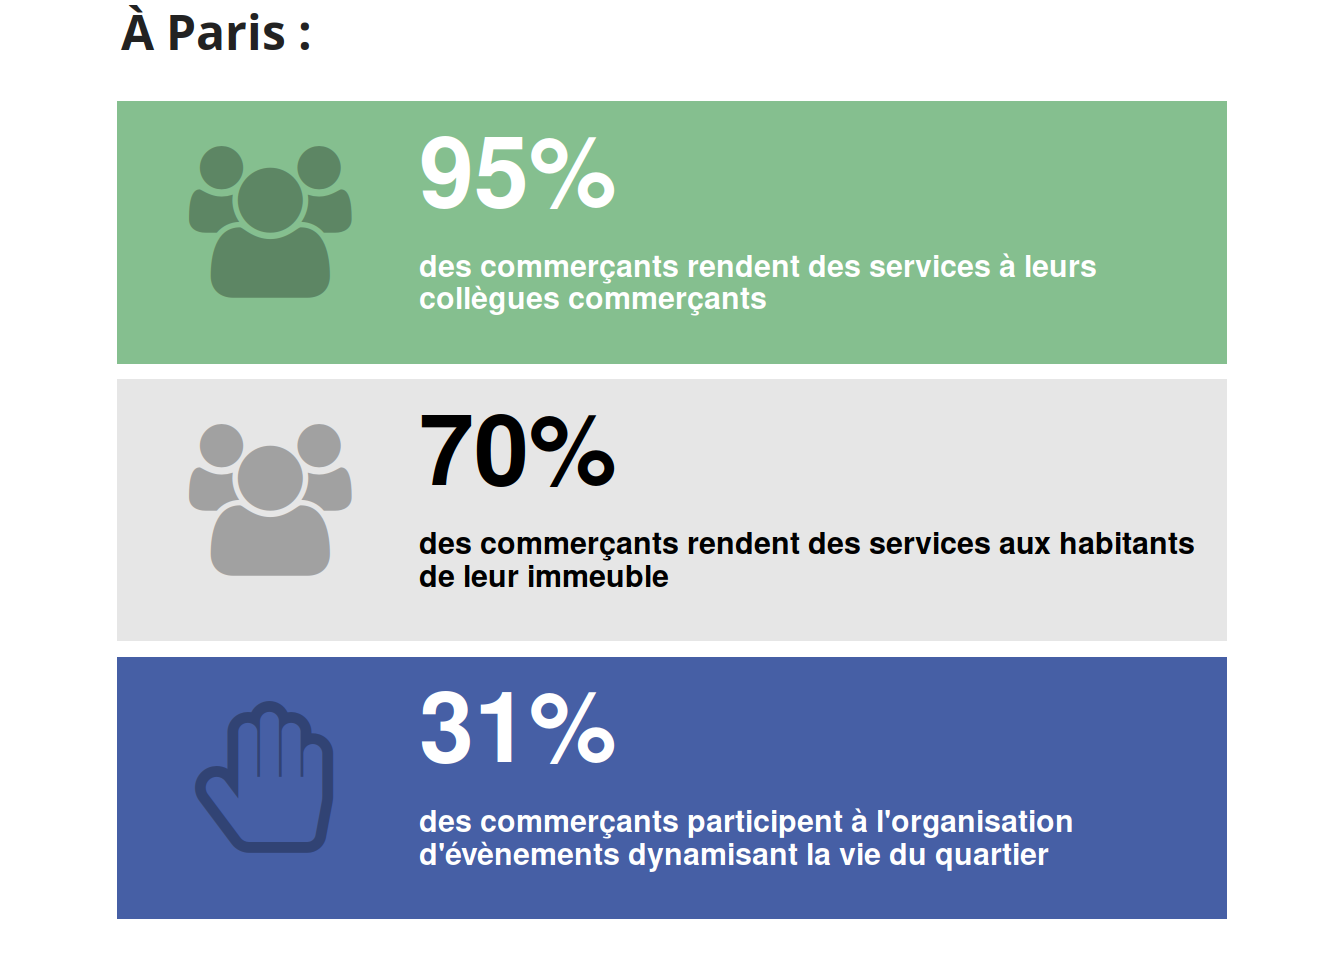 À Paris :
95%
des commerçants rendent des services à leurs
collègues commerçants
70%
des commerçants rendent des services aux habitants
de leur immeuble
31%
des commerçants participent à l'organisation
d'évènements dynamisant la vie du quartier